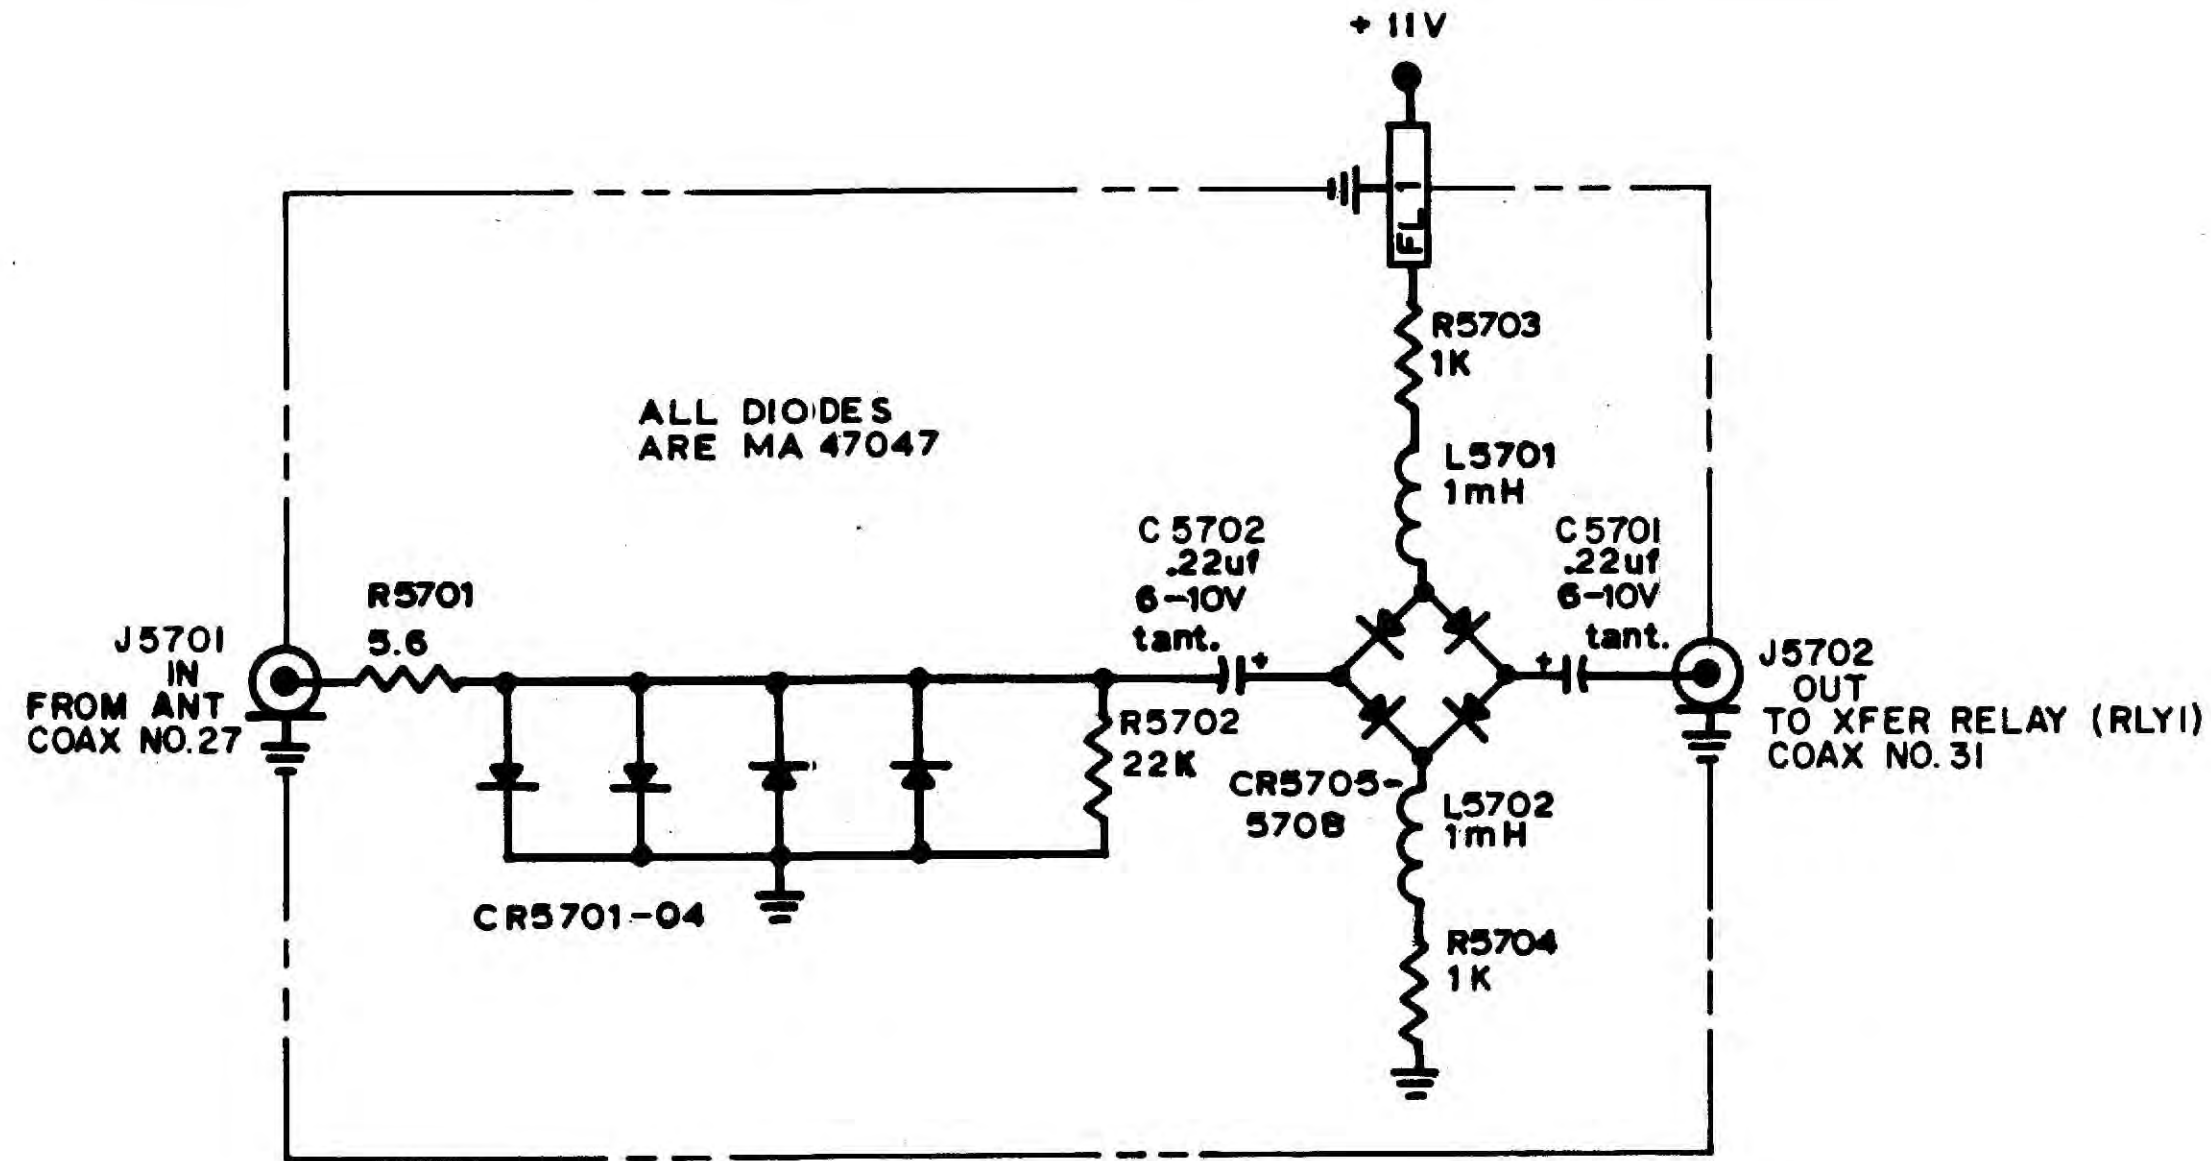 + 11V
FL 1
R5703
1K
ALL DIODES
ARE MA 47047
L5701
1mH
C5702
.22uf
6-10V
tant.
+
C5701
.22uf
6-10V
tant.
+
R5701
5.6
J5701
IN
FROM ANT
COAX NO.27
R5702
22K
J5702
OUT
TO XFER RELAY (RLY1)
COAX NO.31
CR5705-
5708
L5702
1mH
CR5701-04
R5704
1K